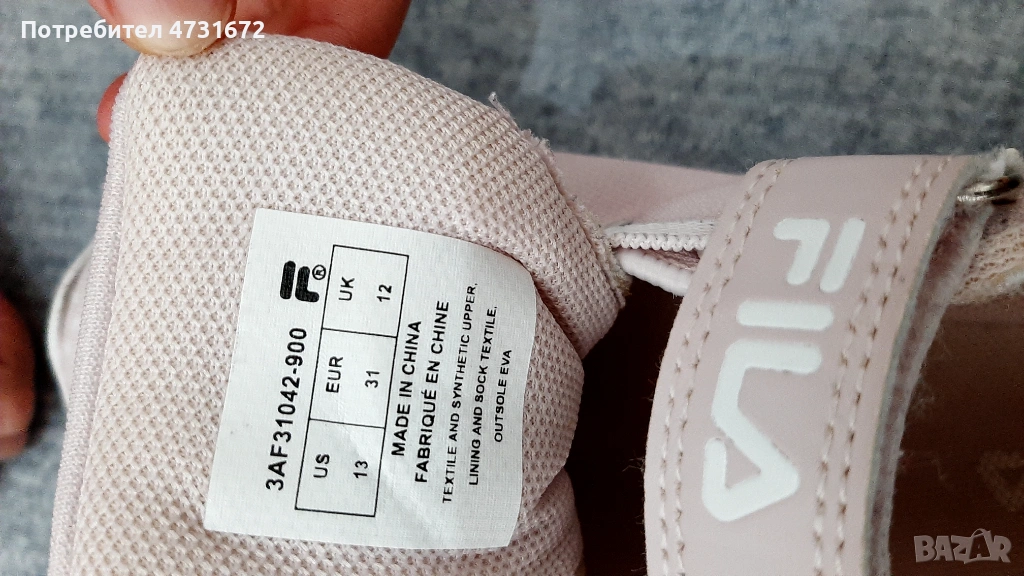 Потребител 4731672
F®
3AF31042-900
US EUR UK
13 31 12
MADE IN CHINA
FABRIQUÉ EN CHINE
TEXTILE AND SYNTHETIC UPPER,
LINING AND SOCK TEXTILE,
OUTSOLE EVA
FILA
BAZAR